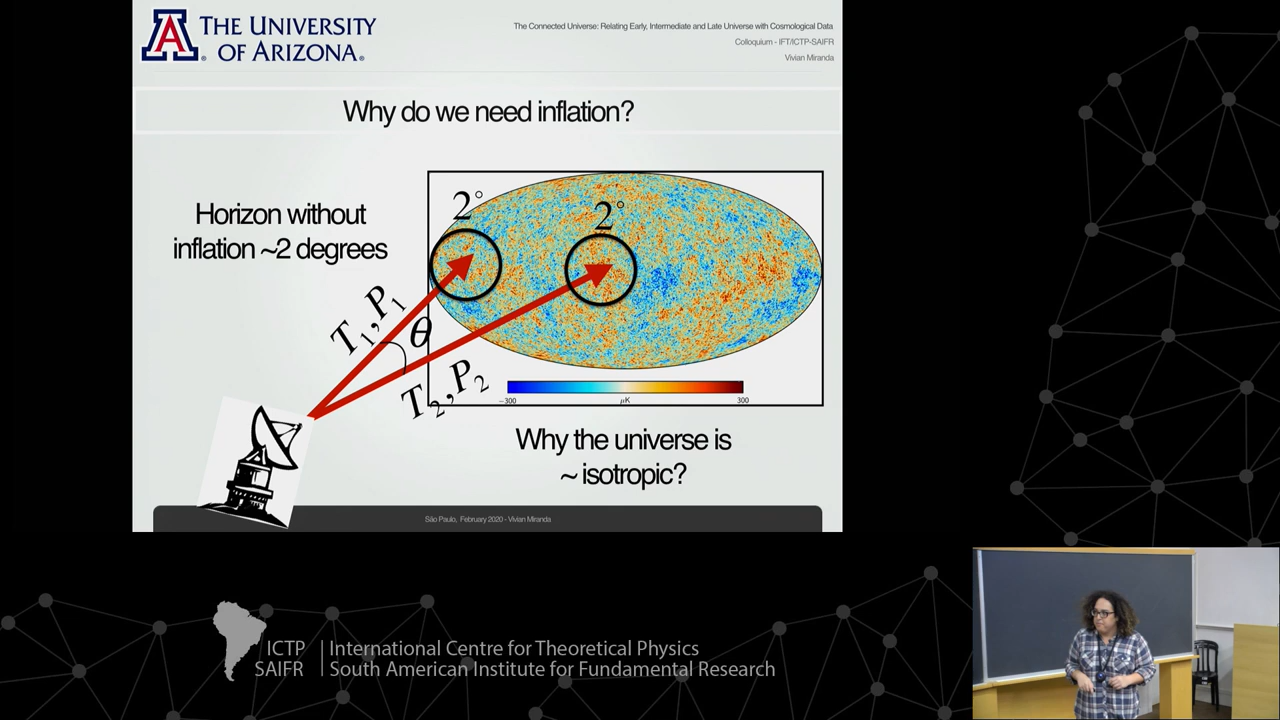 THE UNIVERSITY
OF ARIZONA®
The Connected Universe: Relating Early, Intermediate and Late Universe with Cosmological Data
Colloquium - IFT/ICTP-SAIFR
Vivian Miranda
Why do we need inflation?
Horizon without
inflation ~2 degrees
2°
2°
T₁,P₁
θ
T₂,P₂
−300 μK 300
Why the universe is
~ isotropic?
São Paulo, February 2020 - Vivian Miranda
ICTP
SAIFR
International Centre for Theoretical Physics
South American Institute for Fundamental Research